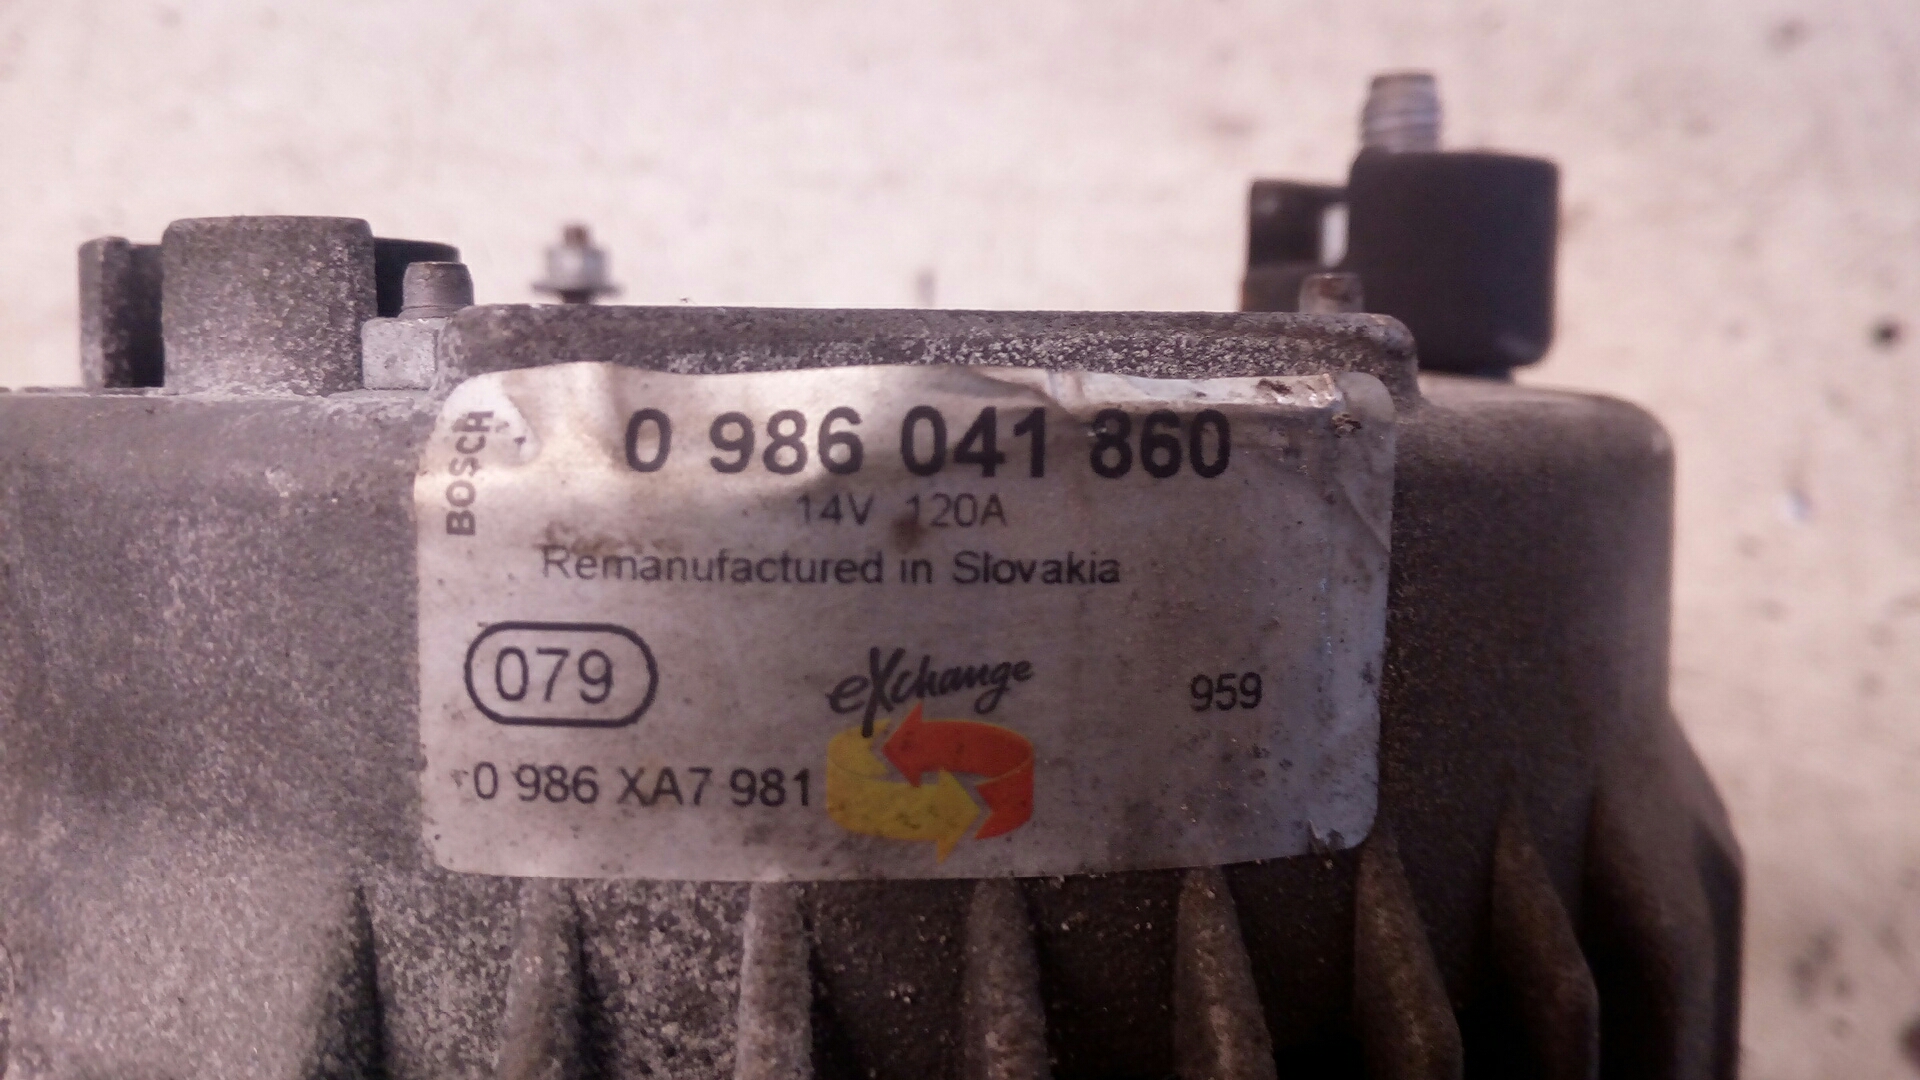 BOSCH
0 986 041 860
14V 120A
Remanufactured in Slovakia
079
eXchange
959
0 986 XA7 981